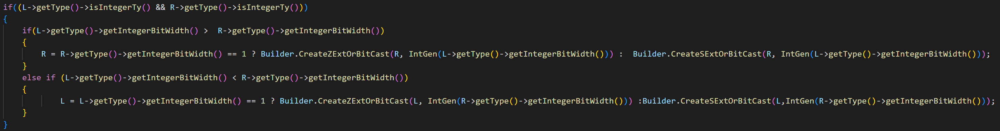 if((L->getType()->isIntegerTy() && R->getType()->isIntegerTy()))
{
if(L->getType()->getIntegerBitWidth() >  R->getType()->getIntegerBitWidth())
{
R = R->getType()->getIntegerBitWidth() == 1 ? Builder.CreateZExtOrBitCast(R, IntGen(L->getType()->getIntegerBitWidth())) :  Builder.CreateSExtOrBitCast(R, IntGen(L->getType()->getIntegerBitWidth()));
}
else if (L->getType()->getIntegerBitWidth() < R->getType()->getIntegerBitWidth())
{
L = L->getType()->getIntegerBitWidth() == 1 ? Builder.CreateZExtOrBitCast(L, IntGen(R->getType()->getIntegerBitWidth())) :Builder.CreateSExtOrBitCast(L,IntGen(R->getType()->getIntegerBitWidth()));
}
}